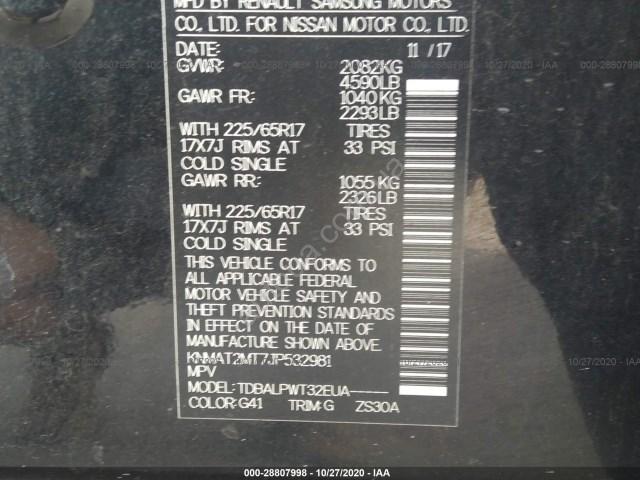 MFD BY RENAULT SAMSUNG MOTORS
CO., LTD. FOR NISSAN MOTOR CO., LTD.
DATE: 11 / 17
GVWR: 2082KG
4590LB
GAWR FR: 1040KG
2293LB
WITH 225/65R17 TIRES
17X7J RIMS AT 33 PSI
COLD SINGLE
GAWR RR: 1055KG
2326LB
WITH 225/65R17 TIRES
17X7J RIMS AT 33 PSI
COLD SINGLE
THIS VEHICLE CONFORMS TO
ALL APPLICABLE FEDERAL
MOTOR VEHICLE SAFETY AND
THEFT PREVENTION STANDARDS
IN EFFECT ON THE DATE OF
MANUFACTURE SHOWN ABOVE.
KNMAT2MT7JP532981
MPV
MODEL: TDBALPWT32EUA-----
COLOR:G41 TRIM:G ZS30A
000-28807998 10/27/2020 - IAA